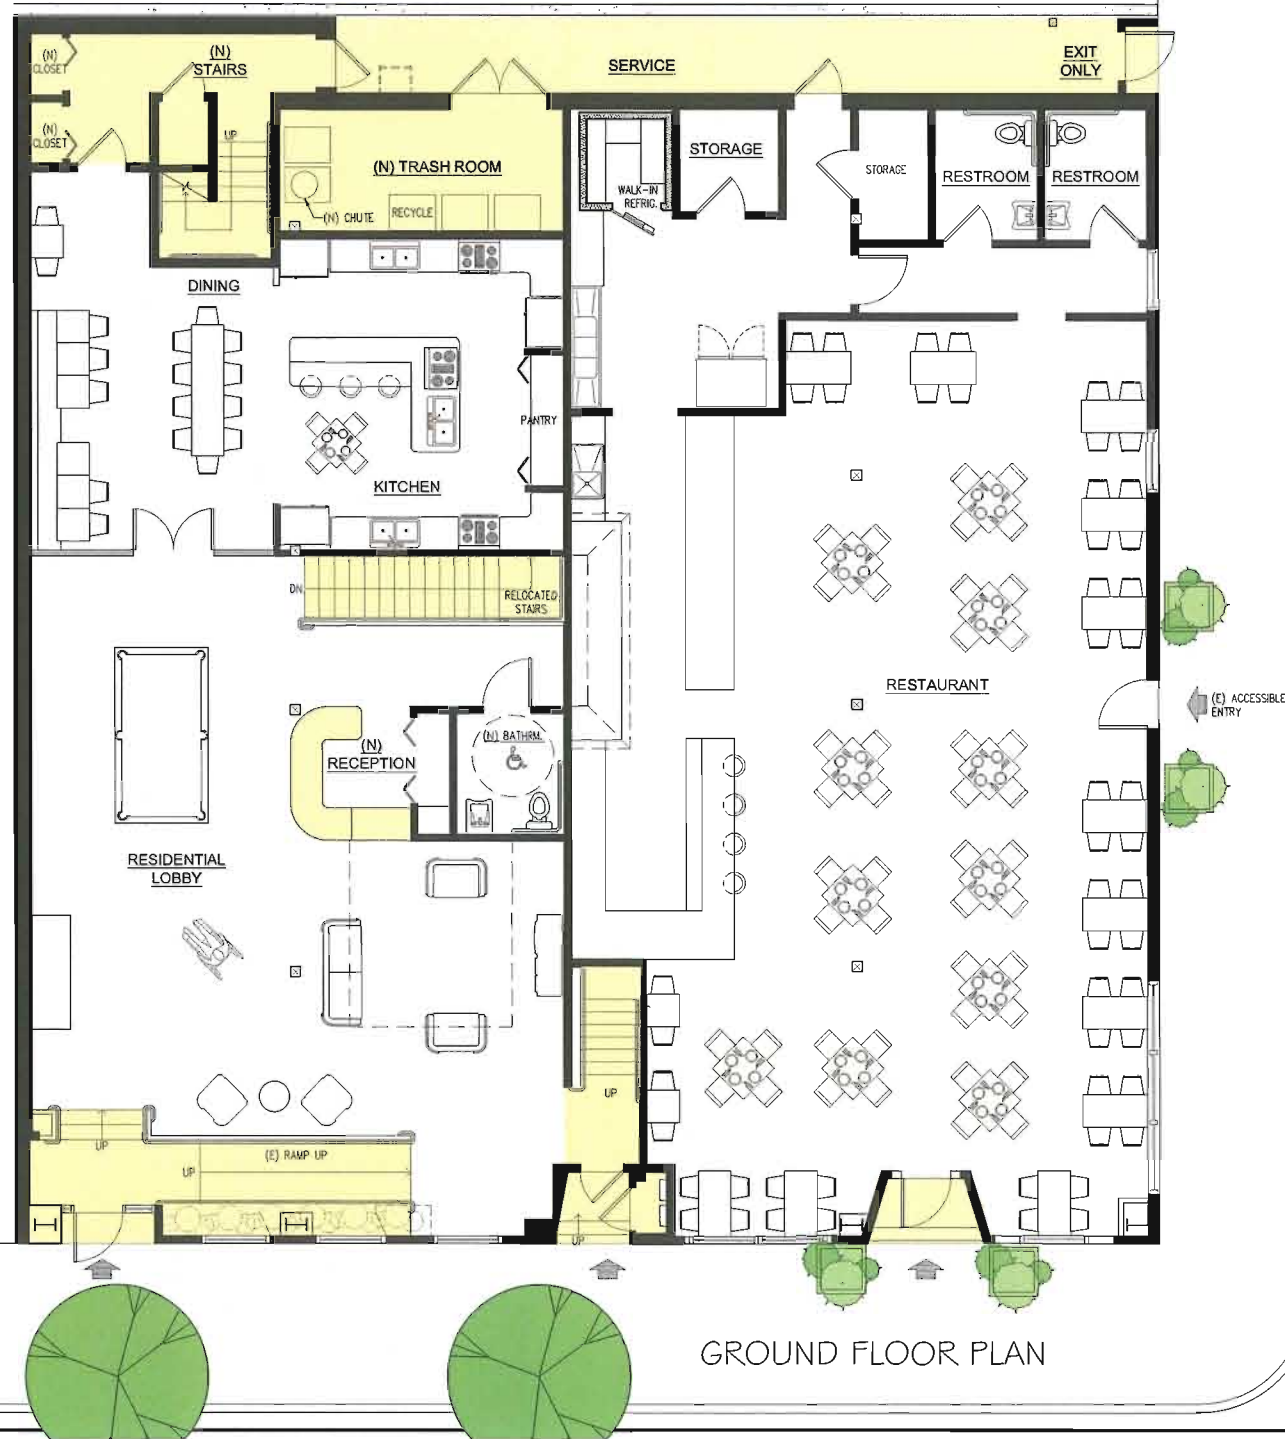 (N)
CLOSET
(N)
STAIRS
SERVICE
EXIT
ONLY
(N)
CLOSET
UP
(N) TRASH ROOM
(N) CHUTE
RECYCLE
WALK-IN
REFRIG.
STORAGE
STORAGE
RESTROOM
RESTROOM
DINING
PANTRY
KITCHEN
DN
RELOCATED
STAIRS
RESTAURANT
(E) ACCESSIBLE
ENTRY
(N)
RECEPTION
(N) BATHRM.
RESIDENTIAL
LOBBY
UP
UP
(E) RAMP UP
UP
UP
GROUND FLOOR PLAN